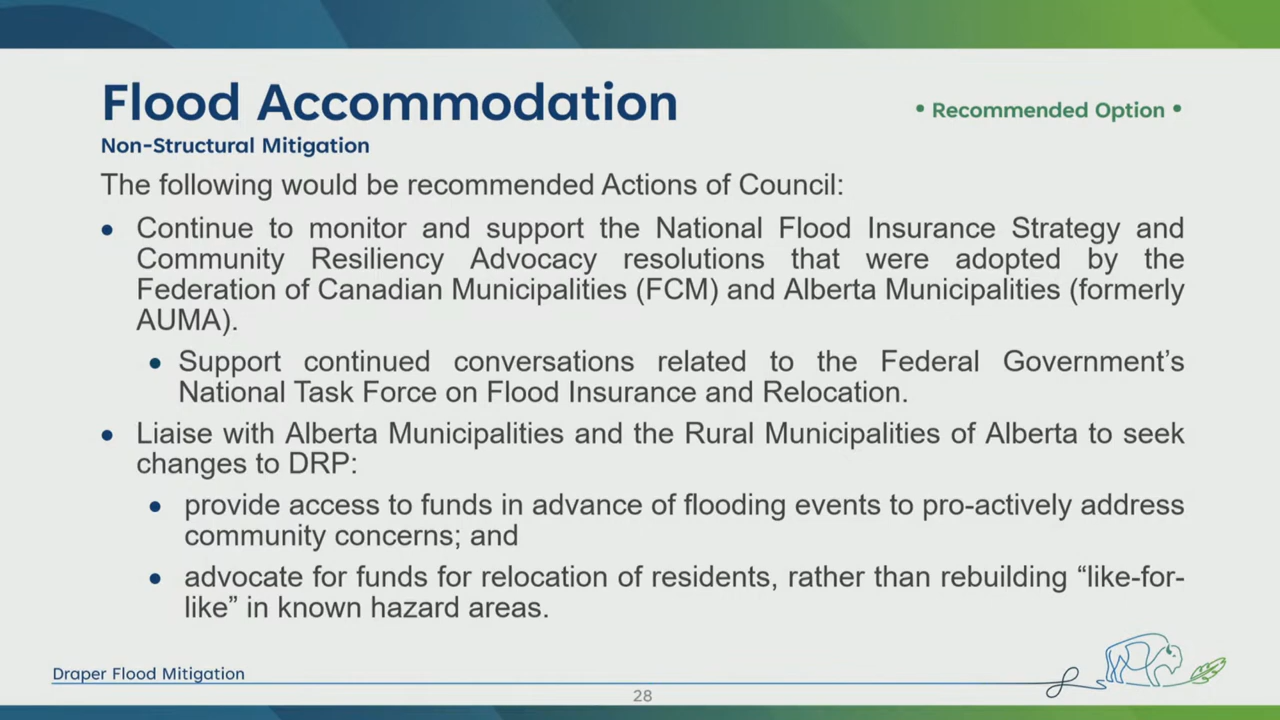 Flood Accommodation
• Recommended Option •
Non-Structural Mitigation
The following would be recommended Actions of Council:
• Continue to monitor and support the National Flood Insurance Strategy and
Community Resiliency Advocacy resolutions that were adopted by the
Federation of Canadian Municipalities (FCM) and Alberta Municipalities (formerly
AUMA).
• Support continued conversations related to the Federal Government’s
National Task Force on Flood Insurance and Relocation.
• Liaise with Alberta Municipalities and the Rural Municipalities of Alberta to seek
changes to DRP:
• provide access to funds in advance of flooding events to pro-actively address
community concerns; and
• advocate for funds for relocation of residents, rather than rebuilding “like-for-
like” in known hazard areas.
Draper Flood Mitigation
28